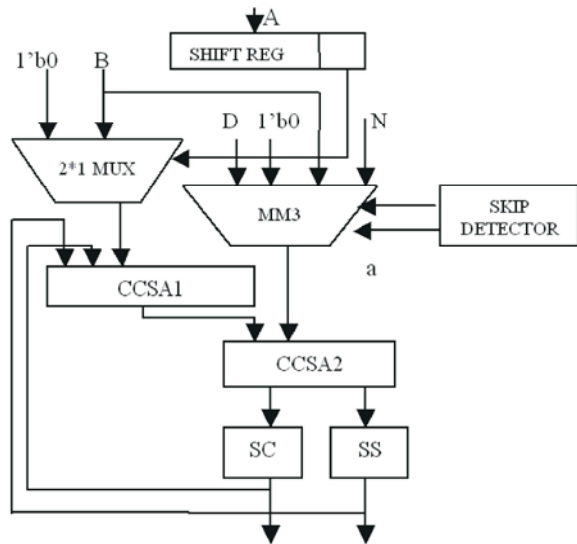 A
SHIFT REG
1'b0
B
D
1'b0
N
2*1 MUX
MM3
SKIP
DETECTOR
a
CCSA1
CCSA2
SC
SS